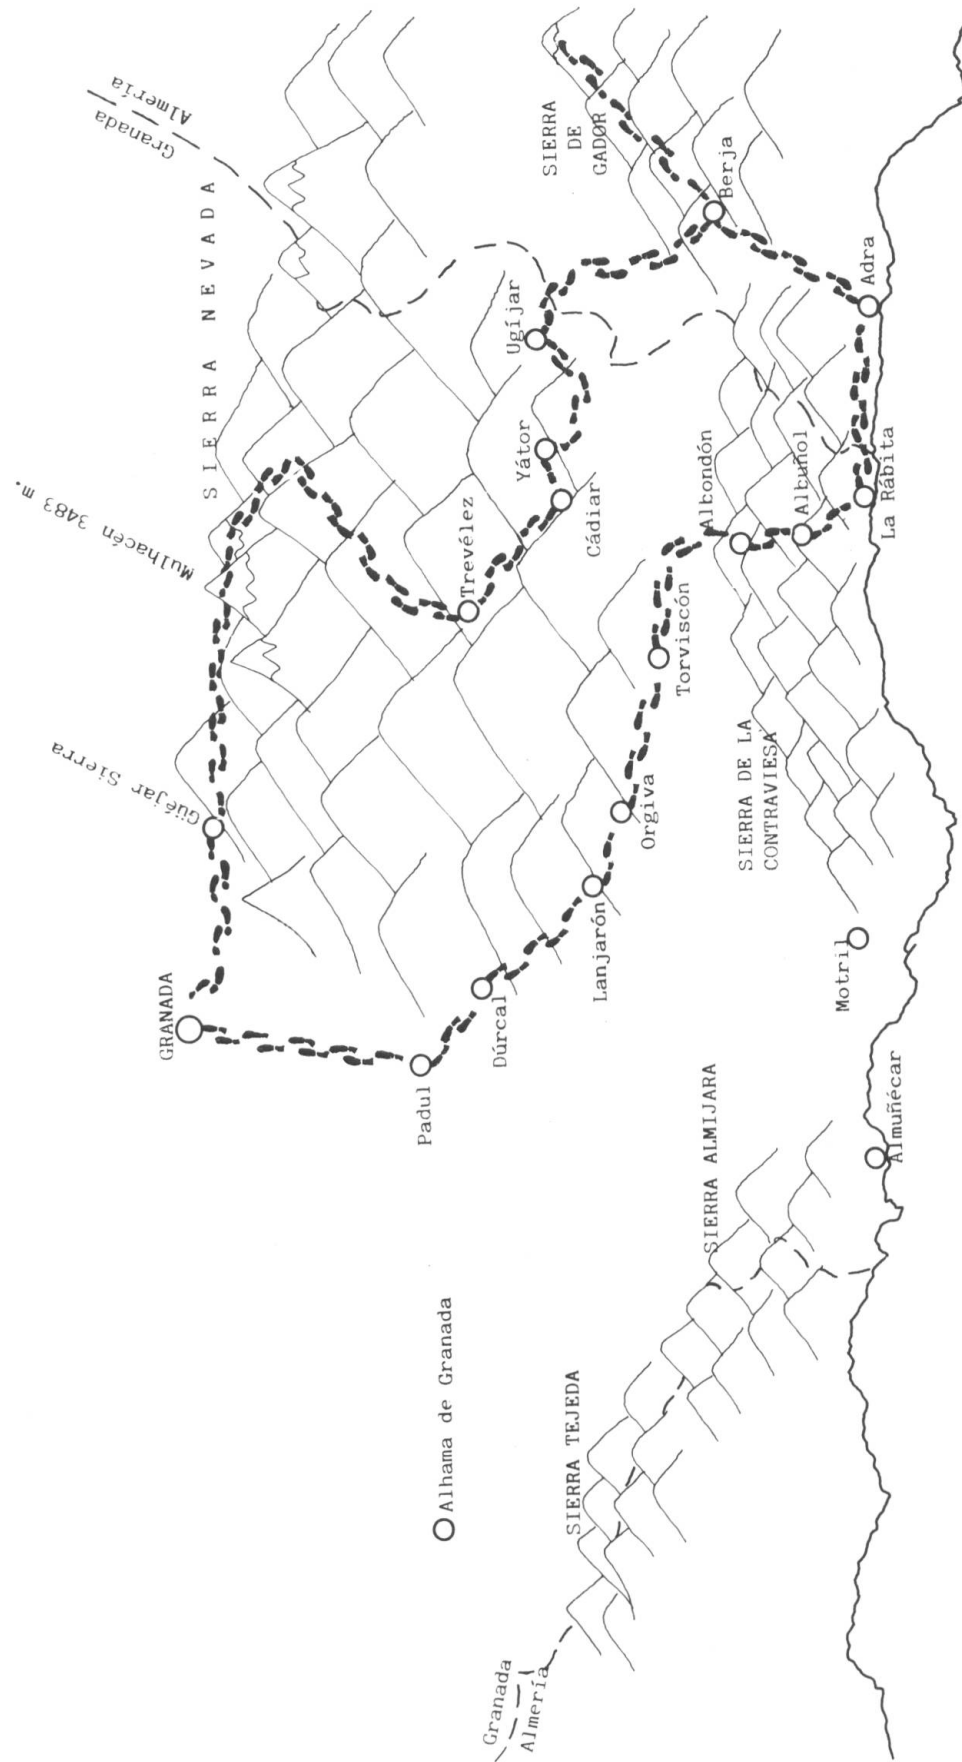 Mulhacén 3483 m.
Güéjar Sierra
Granada
Almería
GRANADA
SIERRA NEVADA
Padul
Alhama de Granada
Trevélez
Granada
Almería
Dúrcal
Ugíjar
Yátor
SIERRA
DE
GADOR
SIERRA TEJEDA
Cádiar
Lanjarón
Orgiva
Torviscón
Albondón
SIERRA ALMIJARA
Berja
SIERRA DE LA
CONTRAVIESA
Albuñol
Motril
Adra
La Rábita
Almuñécar